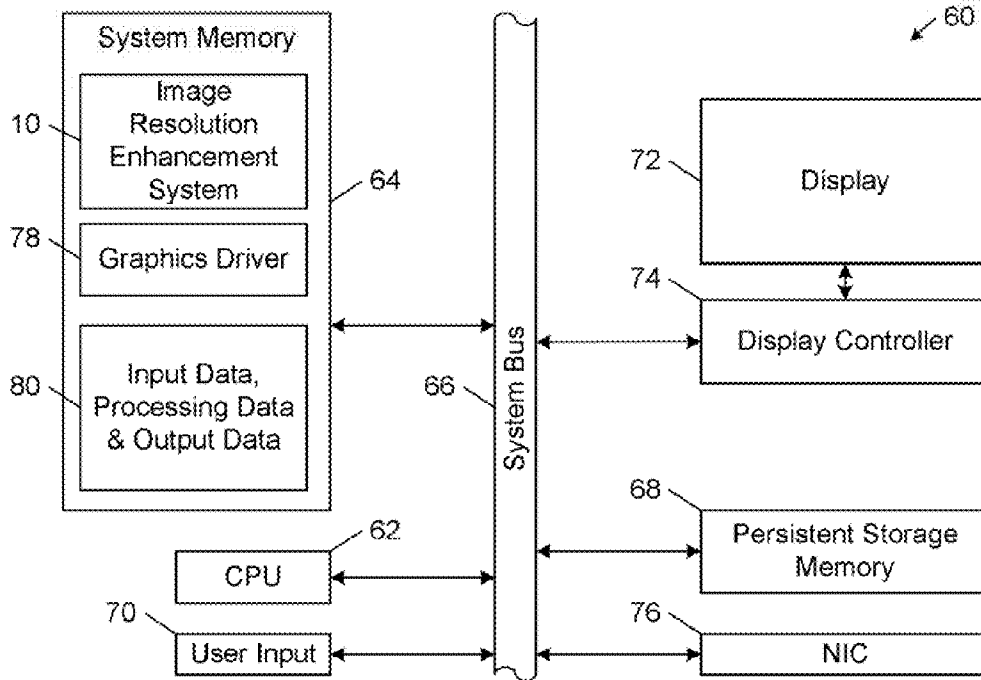 60
System Memory
10
Image
Resolution
Enhancement
System
64
78
Graphics Driver
80
Input Data,
Processing Data
& Output Data
62
CPU
70
User Input
66
System Bus
72
Display
74
Display Controller
68
Persistent Storage
Memory
76
NIC